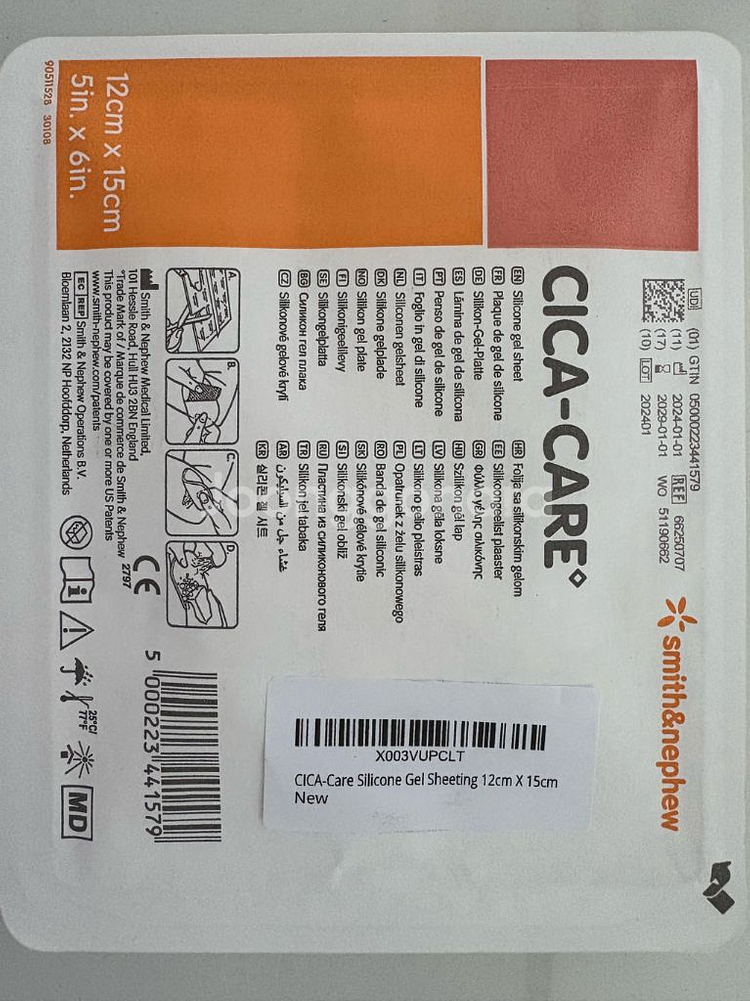 UDI
(01) GTIN 05000223441579
(11) 2024-01-01 REF 66250707
(17) 2029-01-01 WO 51190662
(10) LOT 202401
smith&nephew
CICA-CARE◇
EN Silicone gel sheet
FR Plaque de gel de silicone
DE Silikon-Gel-Platte
ES Lámina de gel de silicona
PT Penso de gel de silicone
IT Foglio in gel di silicone
NL Siliconen gelsheet
DK Silikone gelplade
NO Silikon gel plate
FI Silikonigeelilevy
SE Silikongelplatta
BG Силикон гел плака
CZ Silikonové gelové krytí
HR Folija sa silikonskim gelom
EE Silikoongeelist plaaster
GR Φύλλο γέλης σιλικόνης
HU Szilikon gél lap
LV Silikona gēla loksne
LT Silikono gelio pleistras
PL Opatrunek z żelu silikonowego
RO Bandă de gel siliconic
SK Silikónové gélové krytie
SI Silikonski gel obliž
RU Пластина из силиконового геля
TR Silikon jel tabaka
AR غشاء جل من السليكون
KR 실리콘 겔 시트
A. B. C. D.
12cm x 15cm
5in. x 6in.
90511528 30108
Smith & Nephew Medical Limited,
101 Hessle Road, Hull HU3 2BN England
◇Trade Mark of / Marque de commerce de Smith & Nephew
This product may be covered by one or more US Patents
www.smith-nephew.com/patents
EC REP Smith & Nephew Operations B.V.
Bloemlaan 2, 2132 NP Hoofddorp, Netherlands
CE
2797
25°C/
77°F
MD
5 000223 441579
X003VUPCLT
CICA-Care Silicone Gel Sheeting 12cm X 15cm
New